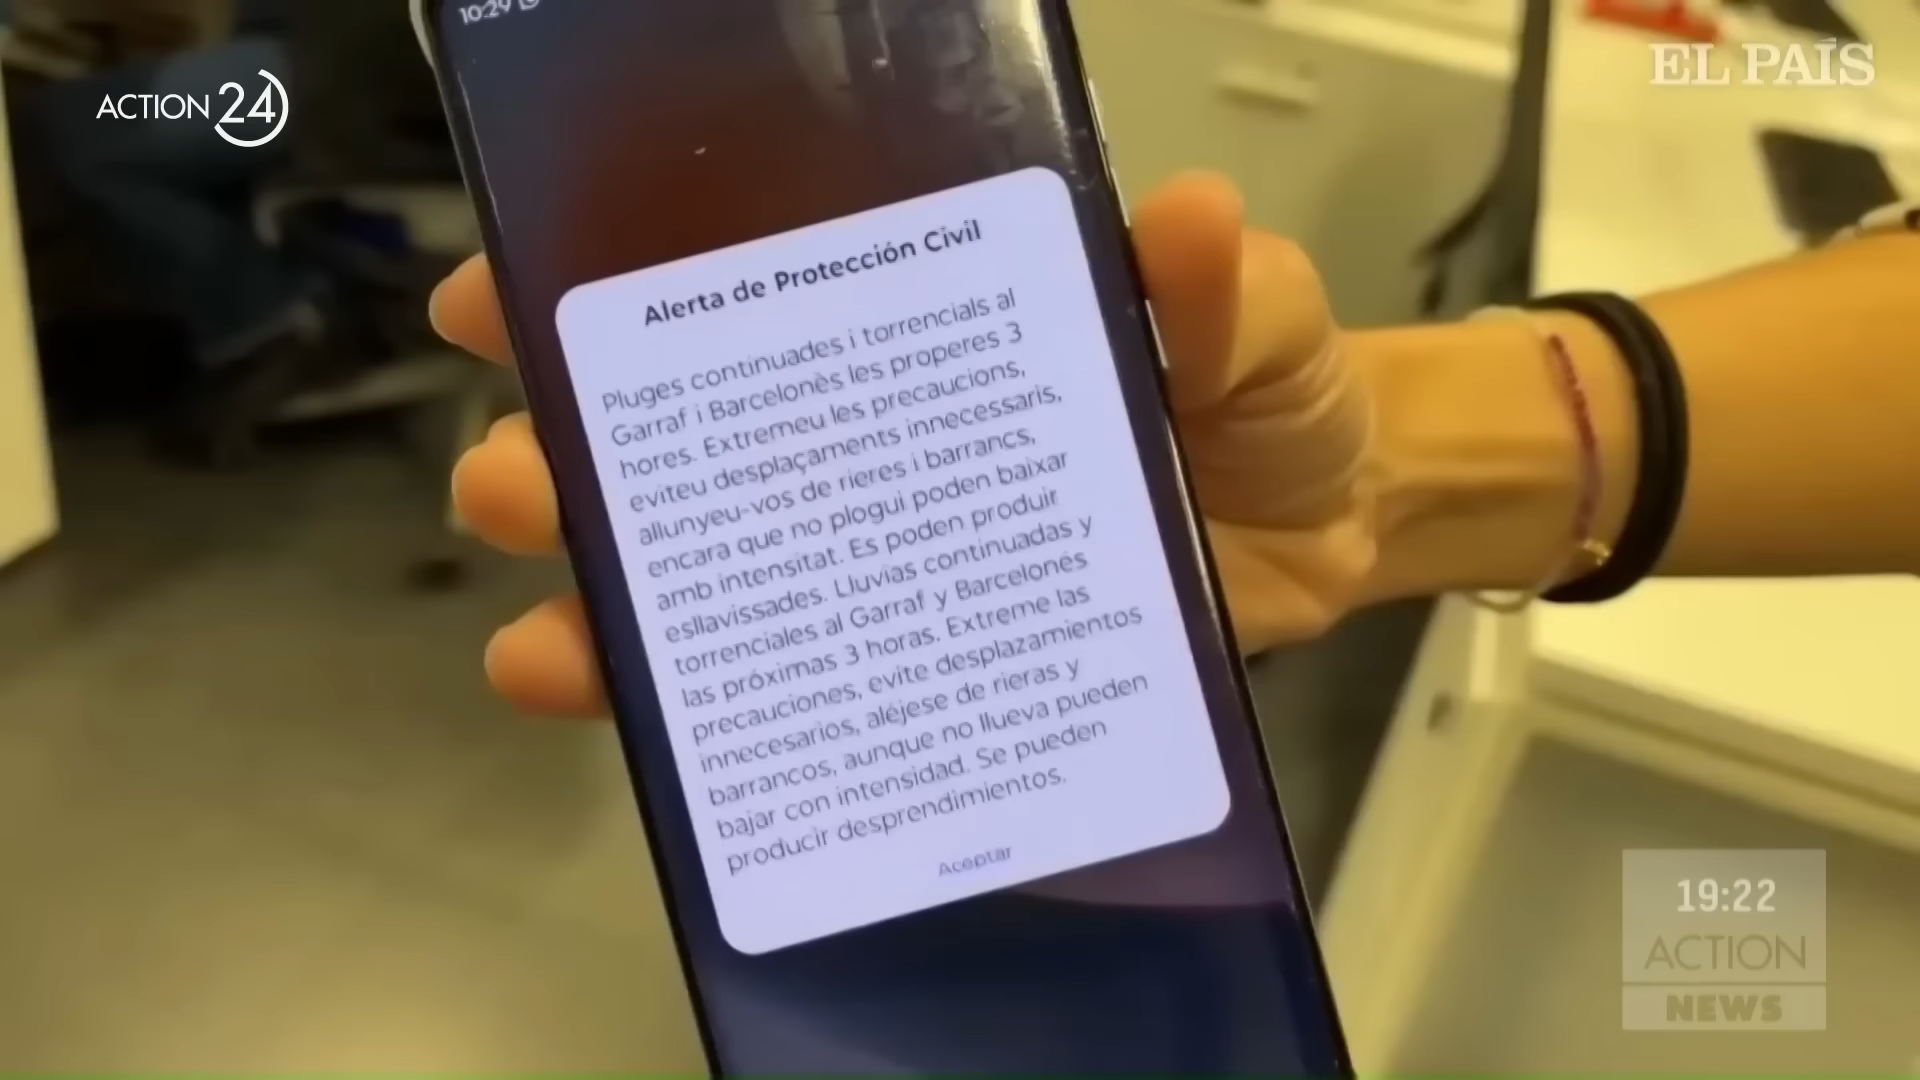 10:29
ACTION 24
EL PAÍS
Alerta de Protección Civil
Pluges continuades i torrencials al
Garraf i Barcelonès les properes 3
hores. Extremeu les precaucions,
eviteu desplaçaments innecessaris,
allunyeu-vos de rieres i barrancs,
encara que no plogui poden baixar
amb intensitat. Es poden produir
esllavissades. Lluvias continuadas y
torrenciales al Garraf y Barcelonés
las próximas 3 horas. Extreme las
precauciones, evite desplazamientos
innecesarios, aléjese de rieras y
barrancos, aunque no llueva pueden
bajar con intensidad. Se pueden
producir desprendimientos.
Aceptar
19:22
ACTION
NEWS